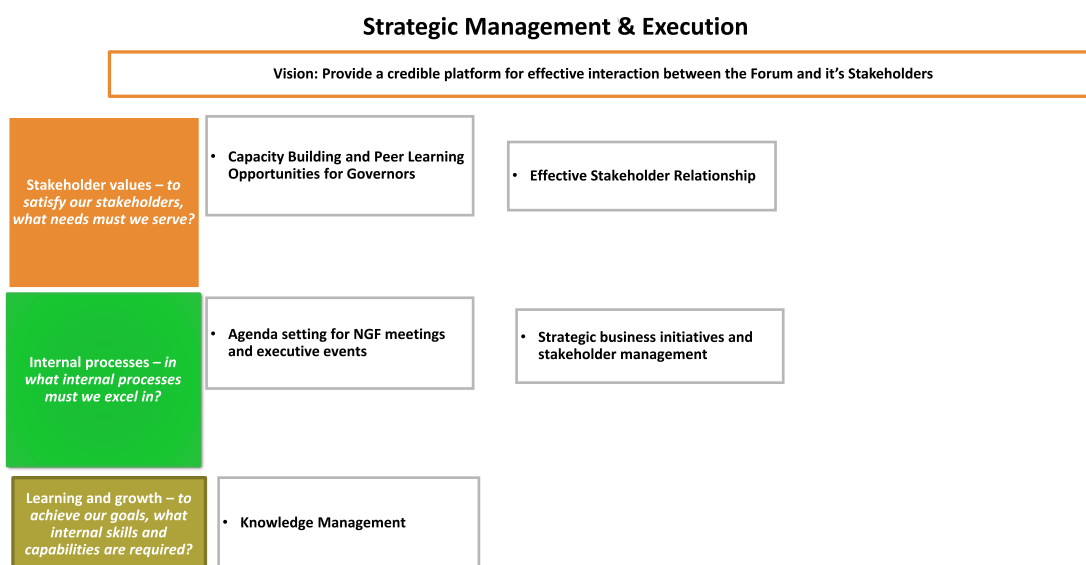 Strategic Management & Execution
Vision: Provide a credible platform for effective interaction between the Forum and it's Stakeholders
Stakeholder values – to
satisfy our stakeholders,
what needs must we serve?
• Capacity Building and Peer Learning
Opportunities for Governors
• Effective Stakeholder Relationship
Internal processes – in
what internal processes
must we excel in?
• Agenda setting for NGF meetings
and executive events
• Strategic business initiatives and
stakeholder management
Learning and growth – to
achieve our goals, what
internal skills and
capabilities are required?
• Knowledge Management